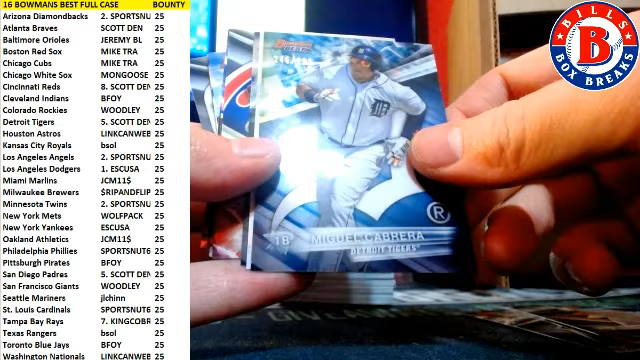 16 BOWMANS BEST FULL CASE BOUNTY
Arizona Diamondbacks 2. SPORTSNU 25
Atlanta Braves SCOTT DEN 25
Baltimore Orioles JEREMY BL 25
Boston Red Sox MIKE TRA 25
Chicago Cubs MIKE TRA 25
Chicago White Sox MONGOOSE 25
Cincinnati Reds 8. SCOTT DEN 25
Cleveland Indians BFOY 25
Colorado Rockies WOODLEY 25
Detroit Tigers 5. SCOTT DEN 25
Houston Astros LINKCANWEB 25
Kansas City Royals bsol 25
Los Angeles Angels 2. SPORTSNU 25
Los Angeles Dodgers 1. ESCUSA 25
Miami Marlins JCM11$ 25
Milwaukee Brewers $RIPANDFLIP 25
Minnesota Twins 2. SPORTSNU 25
New York Mets WOLFPACK 25
New York Yankees ESCUSA 25
Oakland Athletics JCM11$ 25
Philadelphia Phillies SPORTSNUT6 25
Pittsburgh Pirates BFOY 25
San Diego Padres 5. SCOTT DEN 25
San Francisco Giants WOODLEY 25
Seattle Mariners jlchinn 25
St. Louis Cardinals SPORTSNUT6 25
Tampa Bay Rays 7. KINGCOBR 25
Texas Rangers bsol 25
Toronto Blue Jays BFOY 25
Washington Nationals LINKCANWEB 25
1B MIGUEL CABRERA
DETROIT TIGERS
®
BILLS
B
BOX BREAKS